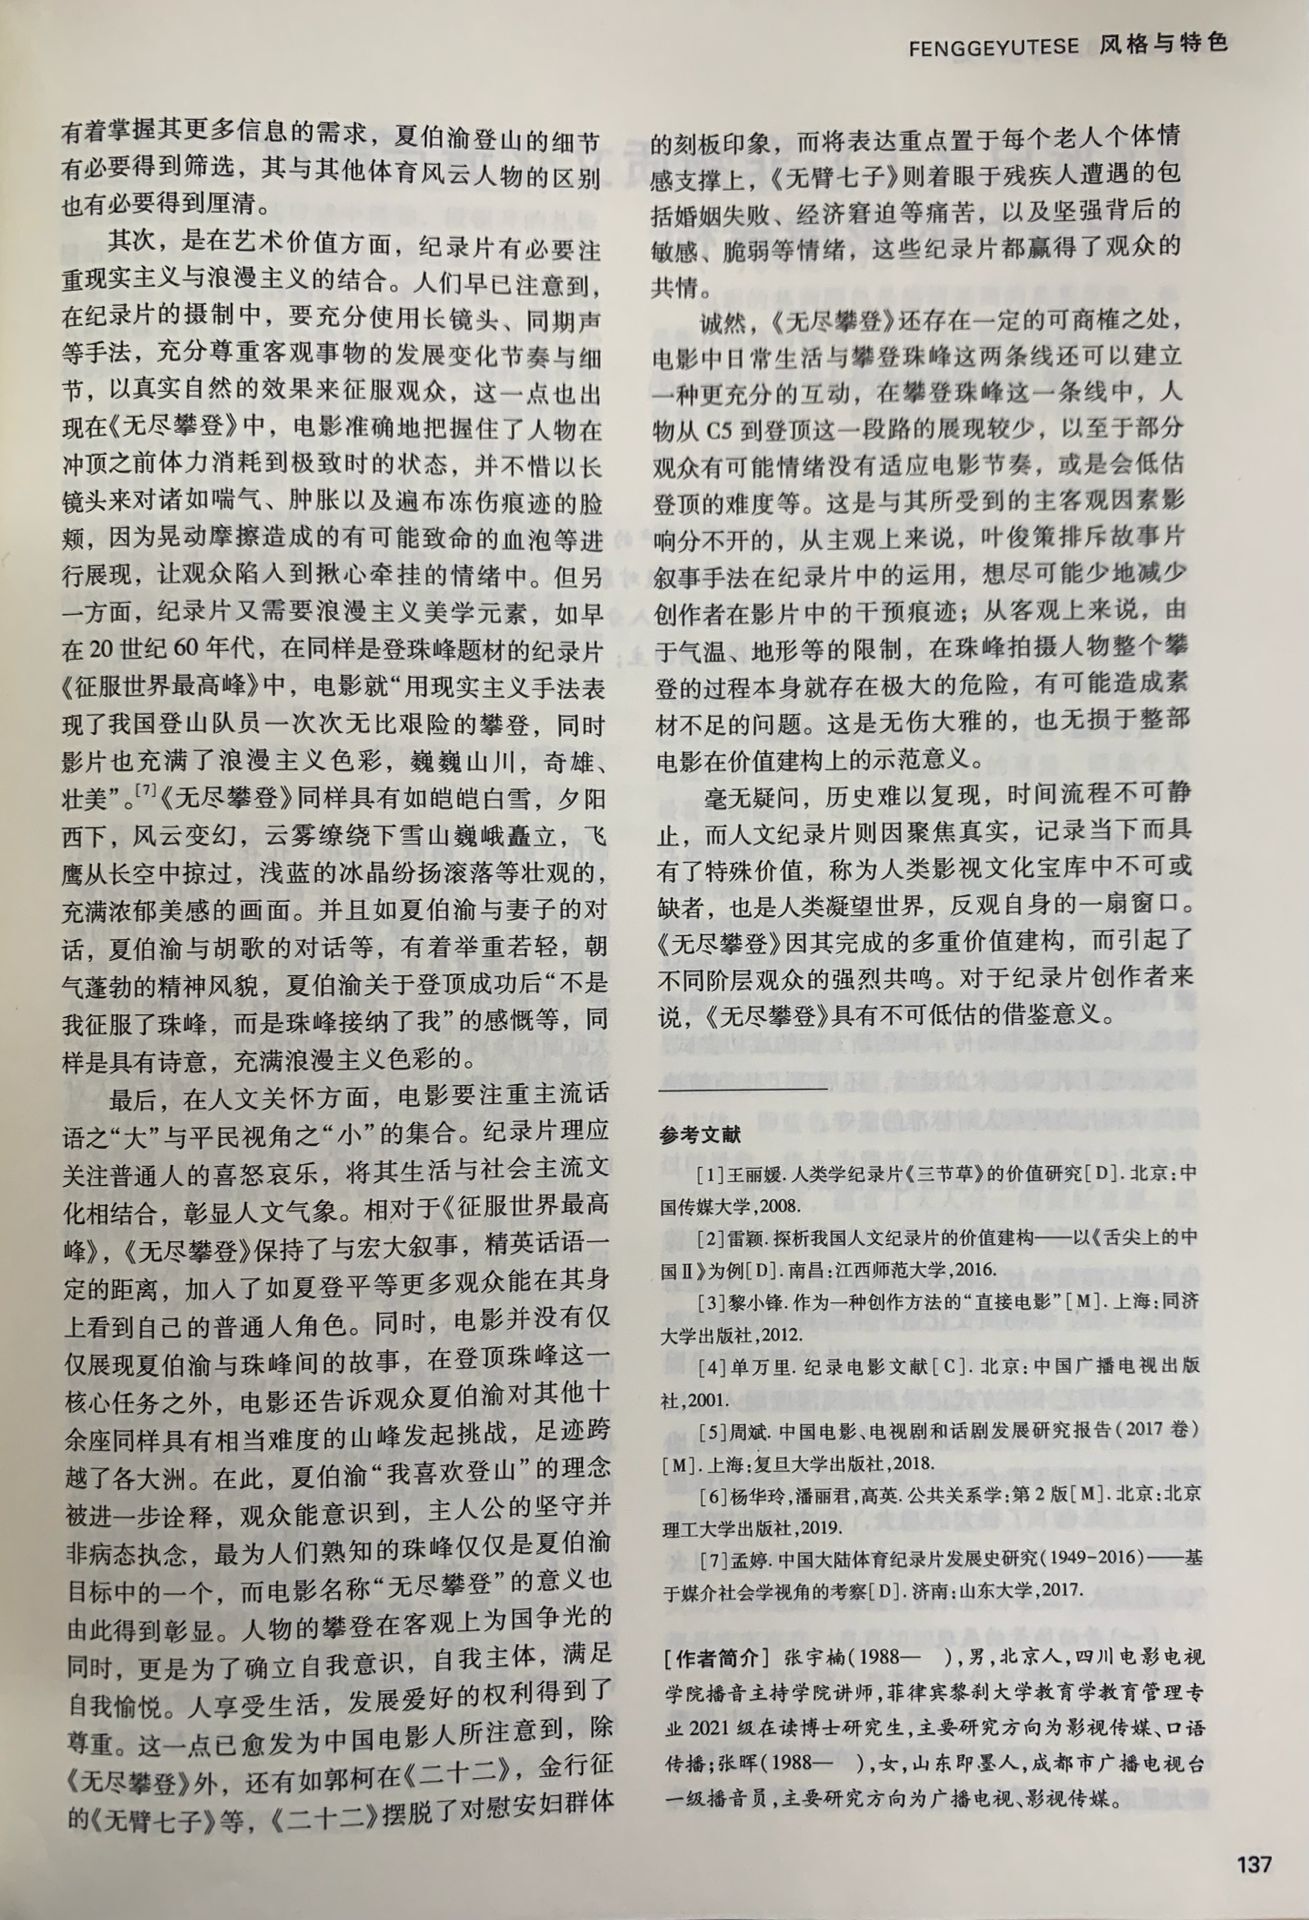 FENGGEYUTESE 风格与特色
有着掌握其更多信息的需求，夏伯渝登山的细节
有必要得到筛选，其与其他体育风云人物的区别
也有必要得到厘清。
其次，是在艺术价值方面，纪录片有必要注
重现实主义与浪漫主义的结合。人们早已注意到，
在纪录片的摄制中，要充分使用长镜头、同期声
等手法，充分尊重客观事物的发展变化节奏与细
节，以真实自然的效果来征服观众，这一点也出
现在《无尽攀登》中，电影准确地把握住了人物在
冲顶之前体力消耗到极致时的状态，并不惜以长
镜头来对诸如喘气、肿胀以及遍布冻伤痕迹的脸
颊，因为晃动摩擦造成的有可能致命的血泡等进
行展现，让观众陷入到揪心牵挂的情绪中。但另
一方面，纪录片又需要浪漫主义美学元素，如早
在20世纪60年代，在同样是登珠峰题材的纪录片
《征服世界最高峰》中，电影就“用现实主义手法表
现了我国登山队员一次次无比艰险的攀登，同时
影片也充满了浪漫主义色彩，巍巍山川，奇雄、
壮美”。[7]《无尽攀登》同样具有如皑皑白雪，夕阳
西下，风云变幻，云雾缭绕下雪山巍峨矗立，飞
鹰从长空中掠过，浅蓝的冰晶纷扬滚落等壮观的，
充满浓郁美感的画面。并且如夏伯渝与妻子的对
话，夏伯渝与胡歌的对话等，有着举重若轻，朝
气蓬勃的精神风貌，夏伯渝关于登顶成功后“不是
我征服了珠峰，而是珠峰接纳了我”的感慨等，同
样是具有诗意，充满浪漫主义色彩的。
最后，在人文关怀方面，电影要注重主流话
语之“大”与平民视角之“小”的集合。纪录片理应
关注普通人的喜怒哀乐，将其生活与社会主流文
化相结合，彰显人文气象。相对于《征服世界最高
峰》，《无尽攀登》保持了与宏大叙事，精英话语一
定的距离，加入了如夏登平等更多观众能在其身
上看到自己的普通人角色。同时，电影并没有仅
仅展现夏伯渝与珠峰间的故事，在登顶珠峰这一
核心任务之外，电影还告诉观众夏伯渝对其他十
余座同样具有相当难度的山峰发起挑战，足迹跨
越了各大洲。在此，夏伯渝“我喜欢登山”的理念
被进一步诠释，观众能意识到，主人公的坚守并
非病态执念，最为人们熟知的珠峰仅仅是夏伯渝
目标中的一个，而电影名称“无尽攀登”的意义也
由此得到彰显。人物的攀登在客观上为国争光的
同时，更是为了确立自我意识，自我主体，满足
自我愉悦。人享受生活，发展爱好的权利得到了
尊重。这一点已愈发为中国电影人所注意到，除
《无尽攀登》外，还有如郭柯在《二十二》，金行征
的《无臂七子》等，《二十二》摆脱了对慰安妇群体
的刻板印象，而将表达重点置于每个老人个体情
感支撑上，《无臂七子》则着眼于残疾人遭遇的包
括婚姻失败、经济窘迫等痛苦，以及坚强背后的
敏感、脆弱等情绪，这些纪录片都赢得了观众的
共情。
诚然，《无尽攀登》还存在一定的可商榷之处，
电影中日常生活与攀登珠峰这两条线还可以建立
一种更充分的互动，在攀登珠峰这一条线中，人
物从C5到登顶这一段路的展现较少，以至于部分
观众有可能情绪没有适应电影节奏，或是会低估
登顶的难度等。这是与其所受到的主客观因素影
响分不开的，从主观上来说，叶俊策排斥故事片
叙事手法在纪录片中的运用，想尽可能少地减少
创作者在影片中的干预痕迹；从客观上来说，由
于气温、地形等的限制，在珠峰拍摄人物整个攀
登的过程本身就存在极大的危险，有可能造成素
材不足的问题。这是无伤大雅的，也无损于整部
电影在价值建构上的示范意义。
毫无疑问，历史难以复现，时间流程不可静
止，而人文纪录片则因聚焦真实，记录当下而具
有了特殊价值，称为人类影视文化宝库中不可或
缺者，也是人类凝望世界，反观自身的一扇窗口。
《无尽攀登》因其完成的多重价值建构，而引起了
不同阶层观众的强烈共鸣。对于纪录片创作者来
说，《无尽攀登》具有不可低估的借鉴意义。
参考文献
[1]王丽媛.人类学纪录片《三节草》的价值研究[D].北京:中
国传媒大学,2008.
[2]雷颖.探析我国人文纪录片的价值建构——以《舌尖上的中
国Ⅱ》为例[D].南昌:江西师范大学,2016.
[3]黎小锋.作为一种创作方法的“直接电影”[M].上海:同济
大学出版社,2012.
[4]单万里.纪录电影文献[C].北京:中国广播电视出版
社,2001.
[5]周斌.中国电影、电视剧和话剧发展研究报告(2017卷)
[M].上海:复旦大学出版社,2018.
[6]杨华玲,潘丽君,高英.公共关系学:第2版[M].北京:北京
理工大学出版社,2019.
[7]孟婷.中国大陆体育纪录片发展史研究(1949-2016)——基
于媒介社会学视角的考察[D].济南:山东大学,2017.
[作者简介] 张宇楠(1988— ),男,北京人,四川电影电视
学院播音主持学院讲师,菲律宾黎刹大学教育学教育管理专
业2021级在读博士研究生,主要研究方向为影视传媒、口语
传播;张晖(1988— ),女,山东即墨人,成都市广播电视台
一级播音员,主要研究方向为广播电视、影视传媒。
137